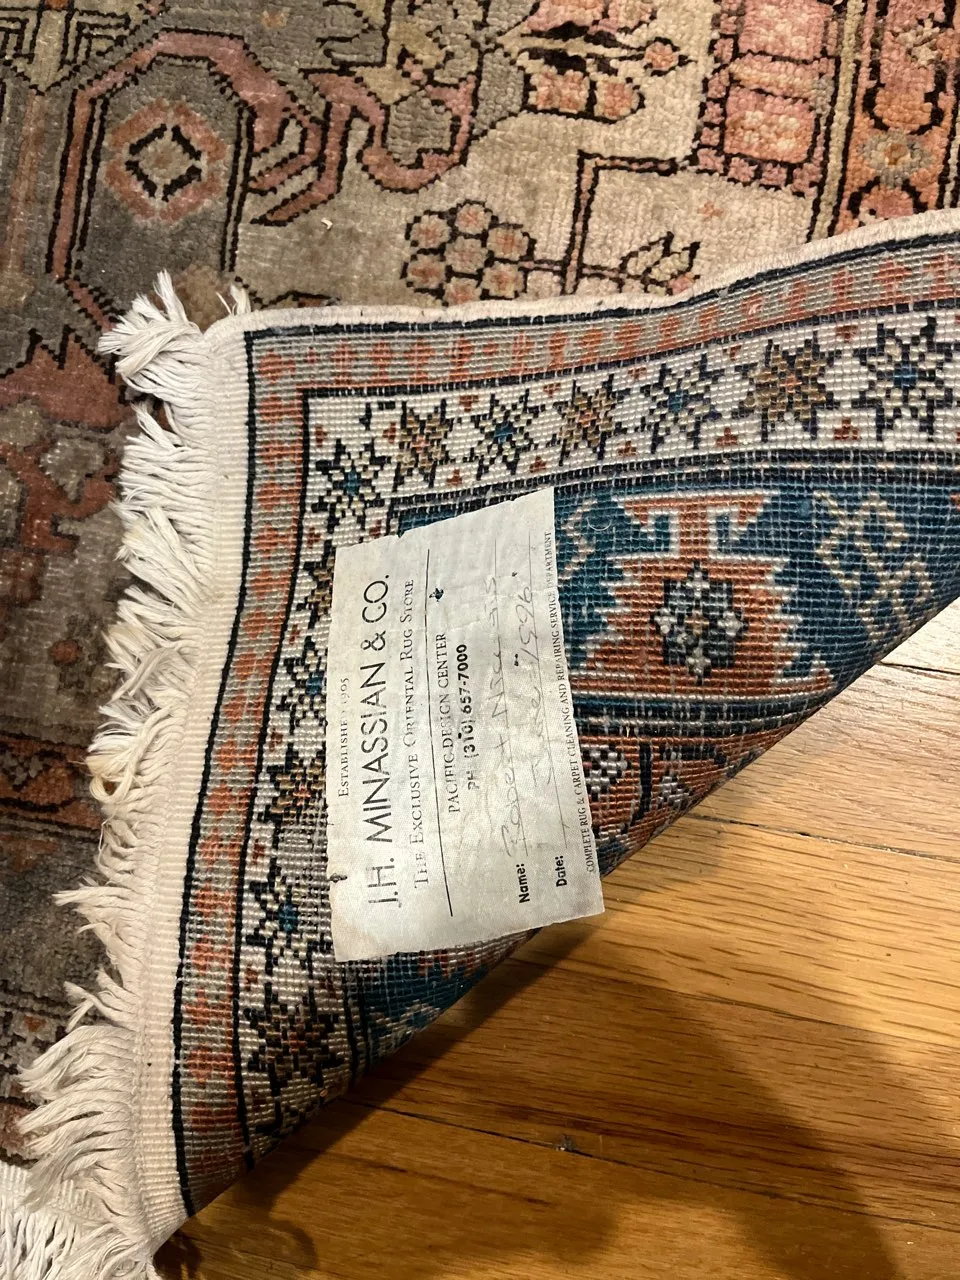 ESTABLISHED 1905
J.H. MINASSIAN & CO.
THE EXCLUSIVE ORIENTAL RUG STORE
PACIFIC DESIGN CENTER
PH (310) 657-7000
Name:
Date: 1996
COMPLETE RUG & CARPET CLEANING AND REPAIRING SERVICE DEPARTMENT